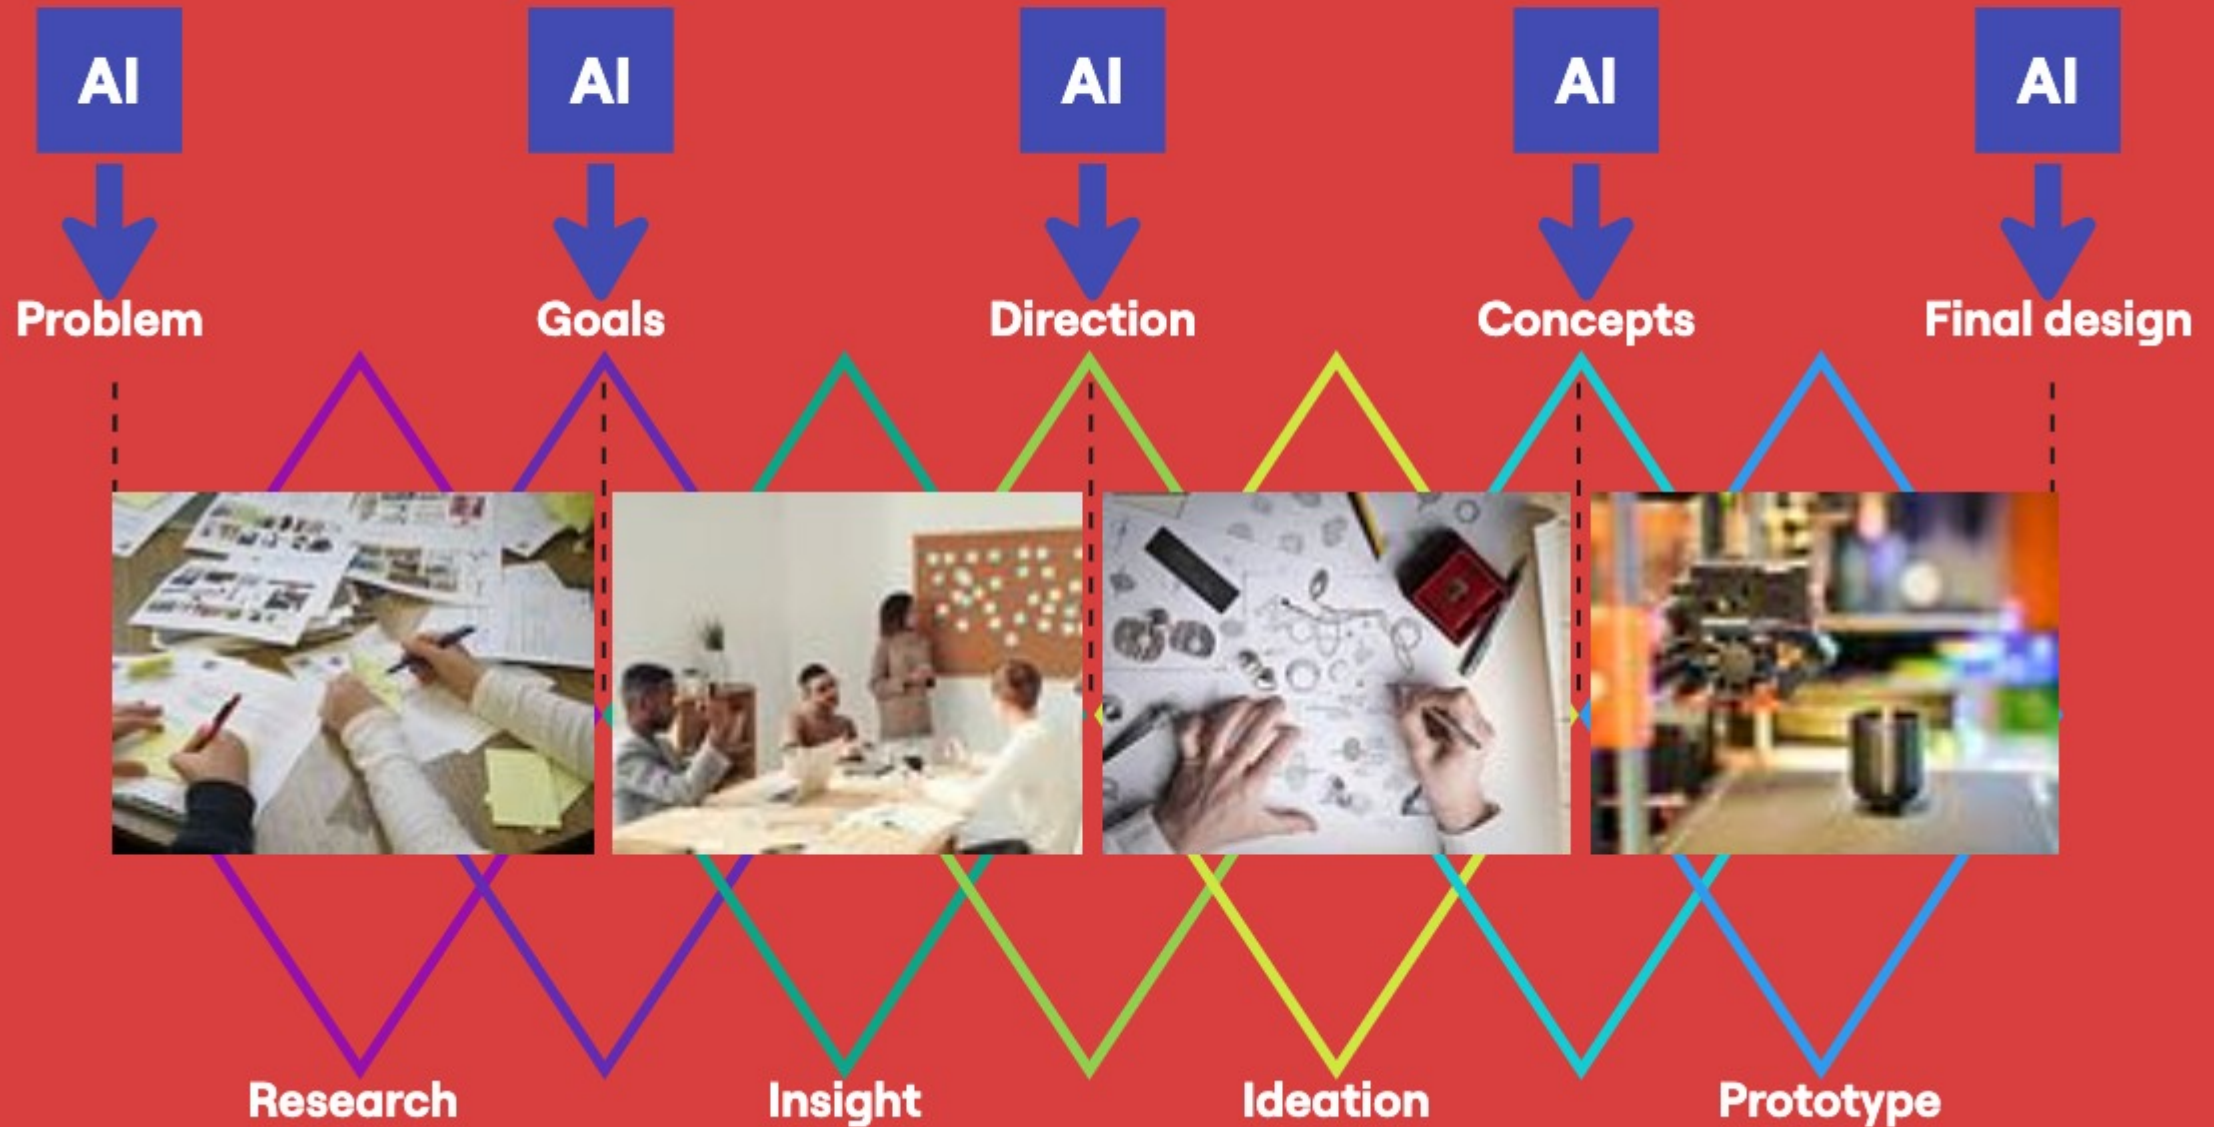 AI AI AI AI AI
Problem Goals Direction Concepts Final design
Research Insight Ideation Prototype